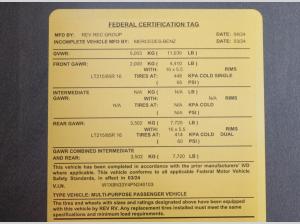 FEDERAL CERTIFICATION TAG
MFD BY: REV REC GROUP DATE: 04/24
INCOMPLETE VEHICLE MFD BY: MERCEDES-BENZ DATE: 03/24
GVWR: KG ( 11,030 LB )
FRONT GAWR: 2,000 KG ( 4,410 LB )
WITH: 16 x 5.5 RIMS
LT215/85R 16 TIRES AT: 448 KPA COLD SINGLE
( 65 PSI )
INTERMEDIATE N/A KG ( N/A LB )
GAWR: WITH: N/A RIMS
N/A TIRES AT: N/A KPA COLD
( N/A PSI )
REAR GAWR: 3,502 KG ( 7,720 LB )
WITH: 16 x 5.5 RIMS
LT215/85R 16 TIRES AT: 414 KPA COLD DUAL
( 60 PSI )
GAWR COMBINED INTERMEDIATE
AND REAR: 3,502 KG ( 7,720 LB )
This vehicle has been completed in accordance with the prior manufacturers' IVD
where applicable. This vehicle conforms to all applicable Federal Motor Vehicle
Safety Standards, in effect in 03/24
V.I.N.
TYPE VEHICLE: MULTI-PURPOSE PASSENGER VEHICLE
The tires and wheels with sizes and ratings designated above have been equipped
with this vehicle by REV RV. Any replacement tires installed must meet the same
specifications and minimum load requirements.